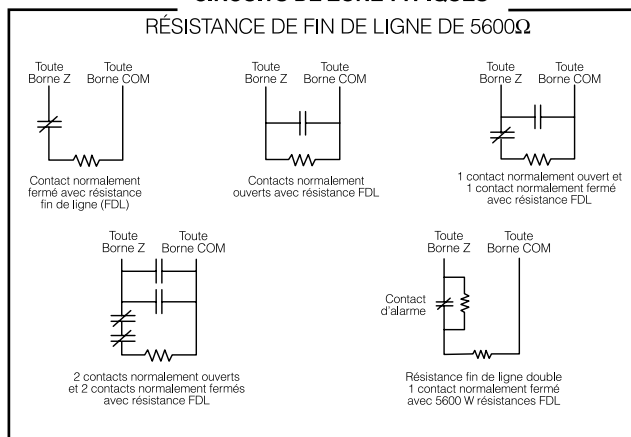 RÉSISTANCE DE FIN DE LIGNE DE 5600Ω
Toute Borne Z
Toute Borne COM
Contact normalement
fermé avec résistance
fin de ligne (FDL)
Toute Borne Z
Toute Borne COM
Contacts normalement
ouverts avec résistance FDL
Toute Borne Z
Toute Borne COM
1 contact normalement ouvert et
1 contact normalement fermé
avec résistance FDL
Toute Borne Z
Toute Borne COM
2 contacts normalement ouverts
et 2 contacts normalement fermés
avec résistance FDL
Toute Borne Z
Toute Borne COM
Contact
d'alarme
Résistance fin de ligne double
1 contact normalement fermé
avec 5600 W résistances FDL